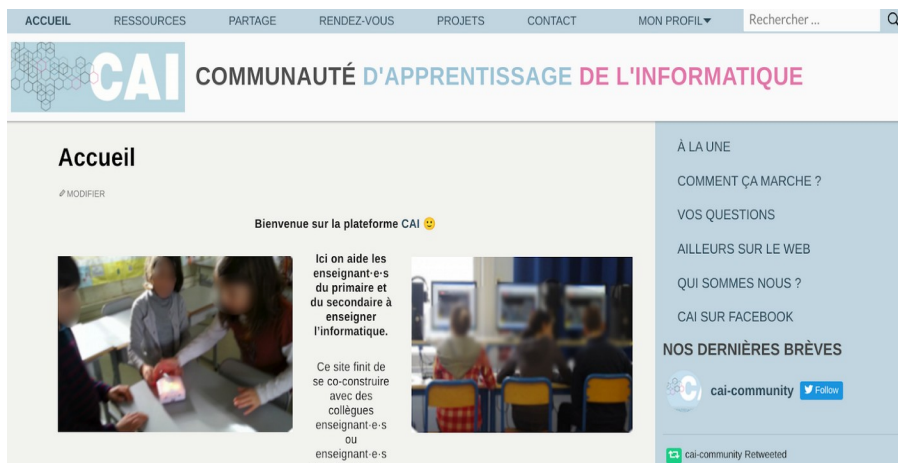 ACCUEIL RESSOURCES PARTAGE RENDEZ-VOUS PROJETS CONTACT MON PROFIL Rechercher ...
CAI COMMUNAUTÉ D'APPRENTISSAGE DE L'INFORMATIQUE
Accueil
MODIFIER
Bienvenue sur la plateforme CAI 🙂
Ici on aide les
enseignant·e·s
du primaire et
du secondaire à
enseigner
l'informatique.
Ce site finit de
se co-construire
avec des
collègues
enseignant·e·s
ou
enseignant·e·s
À LA UNE
COMMENT ÇA MARCHE ?
VOS QUESTIONS
AILLEURS SUR LE WEB
QUI SOMMES NOUS ?
CAI SUR FACEBOOK
NOS DERNIÈRES BRÈVES
cai-community Follow
cai-community Retweeted